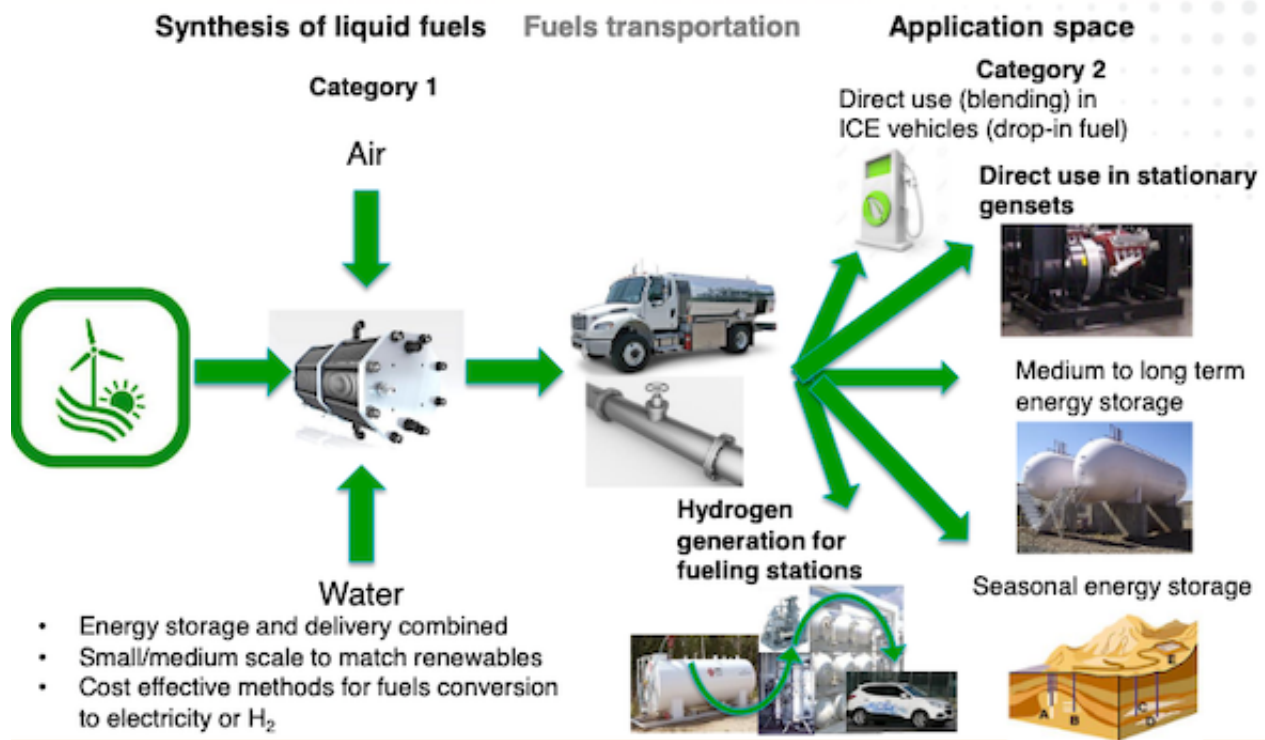 Synthesis of liquid fuels
Fuels transportation
Application space
Category 1
Air
Water
• Energy storage and delivery combined
• Small/medium scale to match renewables
• Cost effective methods for fuels conversion
to electricity or H₂
Category 2
Direct use (blending) in
ICE vehicles (drop-in fuel)
Direct use in stationary
gensets
Medium to long term
energy storage
Hydrogen
generation for
fueling stations
Seasonal energy storage
A
B
C
D
E